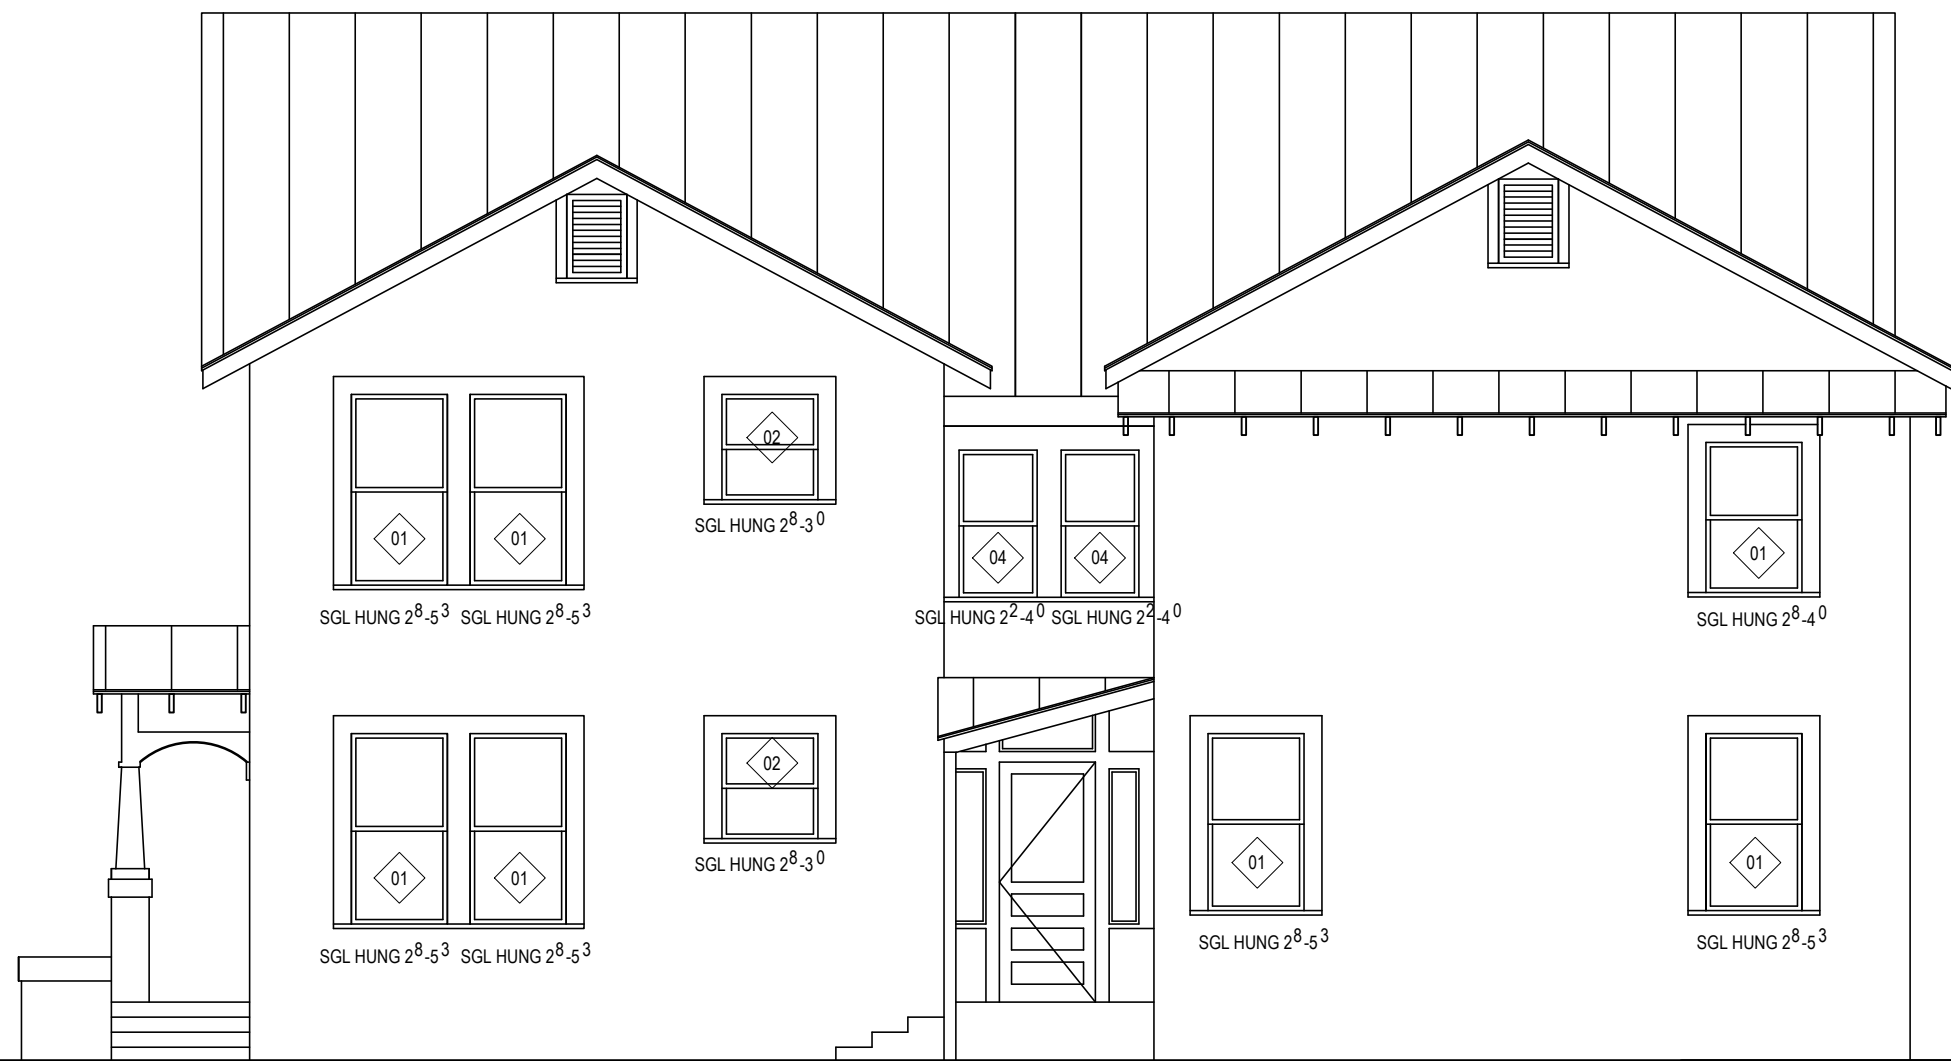 02
01 01
SGL HUNG 2⁸-3⁰
04 04
01
SGL HUNG 2⁸-5³ SGL HUNG 2⁸-5³
SGL HUNG 2²-4⁰ SGL HUNG 2²-4⁰
SGL HUNG 2⁸-4⁰
02
01 01
SGL HUNG 2⁸-3⁰
01
01
SGL HUNG 2⁸-5³ SGL HUNG 2⁸-5³
SGL HUNG 2⁸-5³
SGL HUNG 2⁸-5³